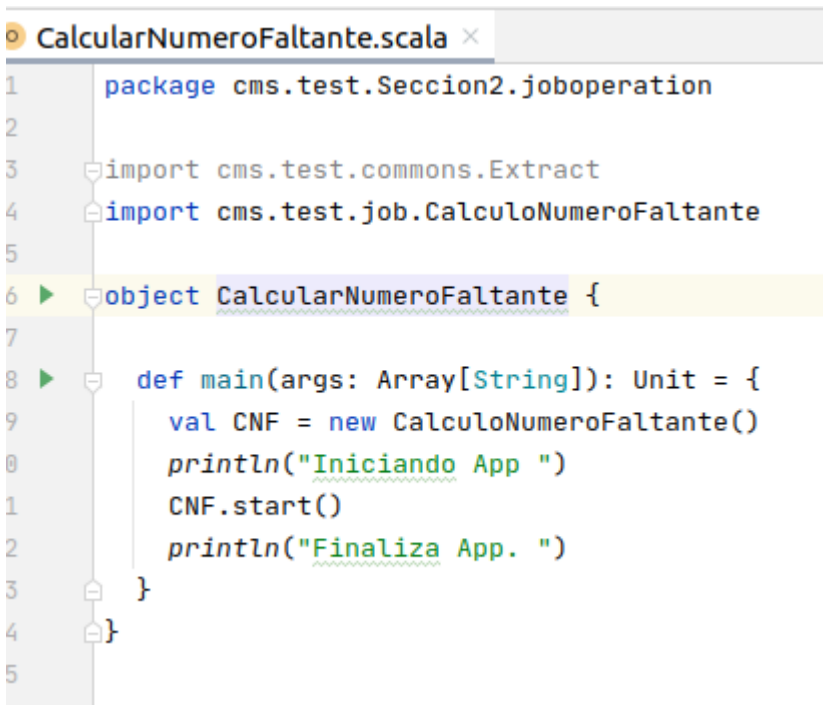 CalcularNumeroFaltante.scala
1 package cms.test.Seccion2.joboperation
2
3 import cms.test.commons.Extract
4 import cms.test.job.CalculoNumeroFaltante
5
6 object CalcularNumeroFaltante {
7
8 def main(args: Array[String]): Unit = {
9 val CNF = new CalculoNumeroFaltante()
0 println("Iniciando App ")
1 CNF.start()
2 println("Finaliza App. ")
3 }
4 }
5